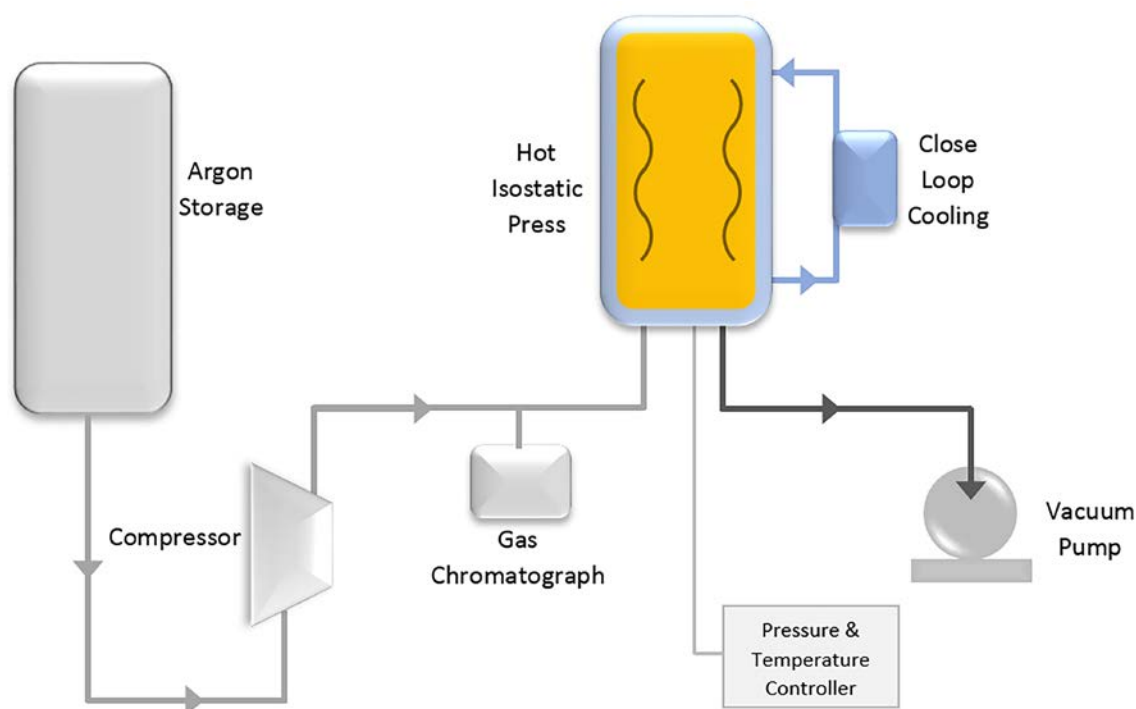 Argon
Storage
Hot
Isostatic
Press
Close
Loop
Cooling
Compressor
Gas
Chromatograph
Vacuum
Pump
Pressure &
Temperature
Controller